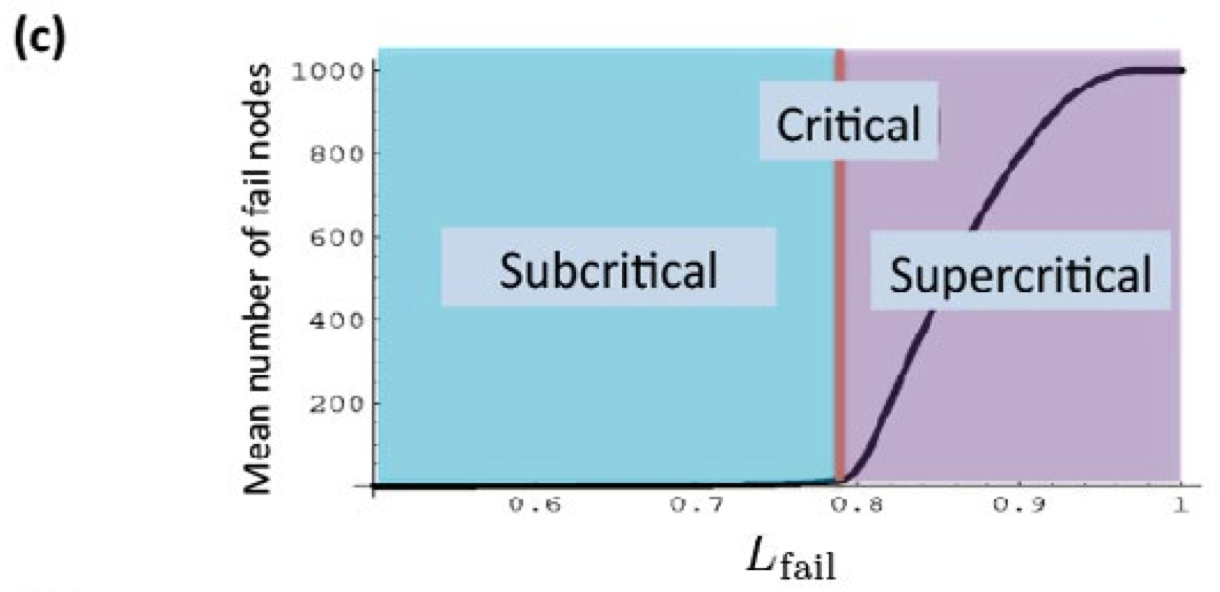 (c)
Mean number of fail nodes
1000
800
600
400
200
Critical
Subcritical
Supercritical
0.6 0.7 0.8 0.9 1
L_fail